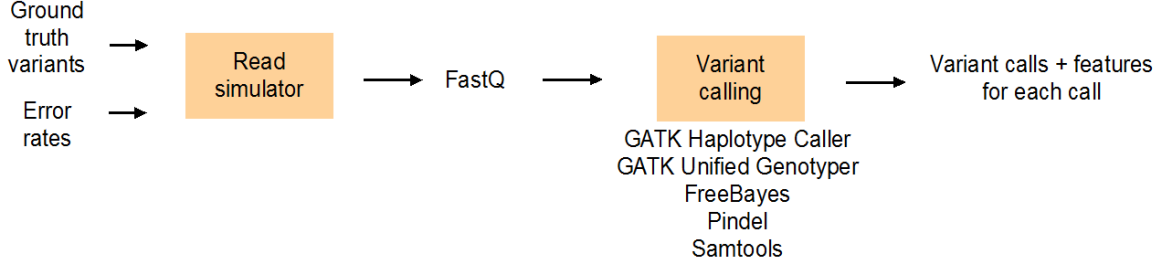 Ground
truth
variants
Error
rates
Read
simulator
FastQ
Variant
calling
GATK Haplotype Caller
GATK Unified Genotyper
FreeBayes
Pindel
Samtools
Variant calls + features
for each call